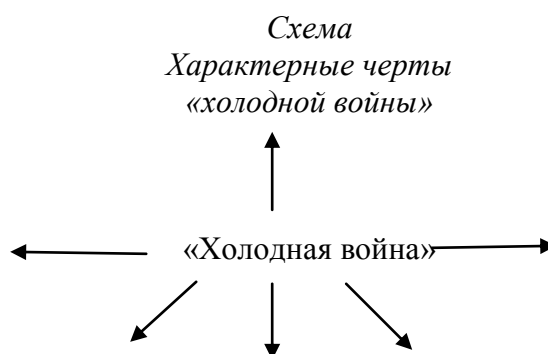 Схема
Характерные черты
«холодной войны»
«Холодная война»